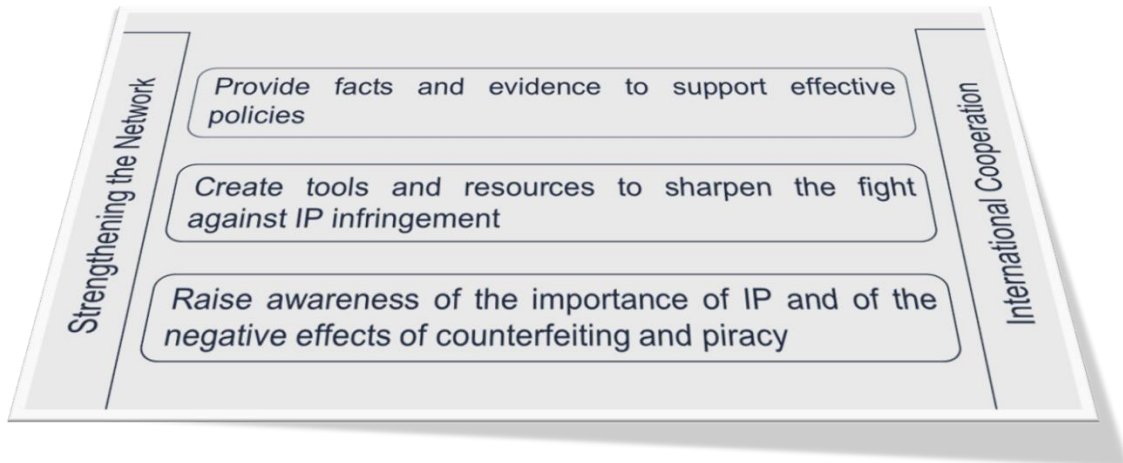 Strengthening the Network
Provide facts and evidence to support effective
policies
Create tools and resources to sharpen the fight
against IP infringement
Raise awareness of the importance of IP and of the
negative effects of counterfeiting and piracy
International Cooperation